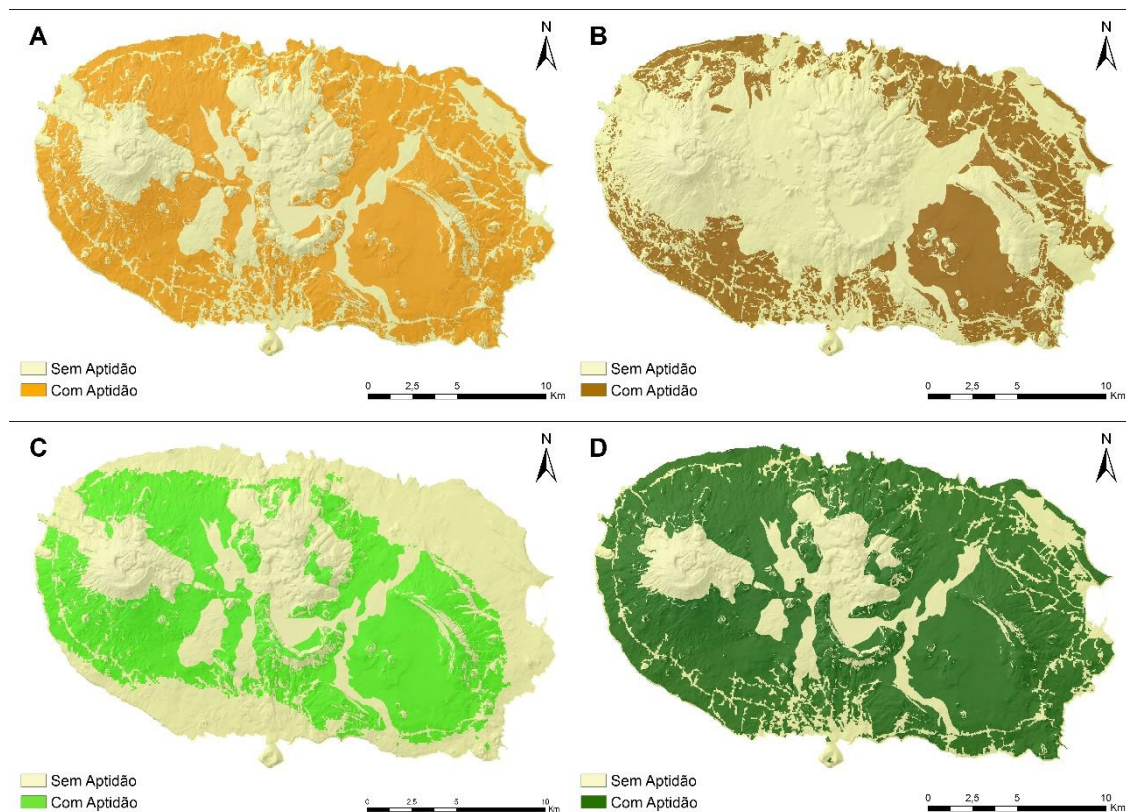 A
N
Sem Aptidão
Com Aptidão
0 2,5 5 10
Km
B
N
Sem Aptidão
Com Aptidão
0 2,5 5 10
Km
C
N
Sem Aptidão
Com Aptidão
0 2,5 5 10
Km
D
N
Sem Aptidão
Com Aptidão
0 2,5 5 10
Km